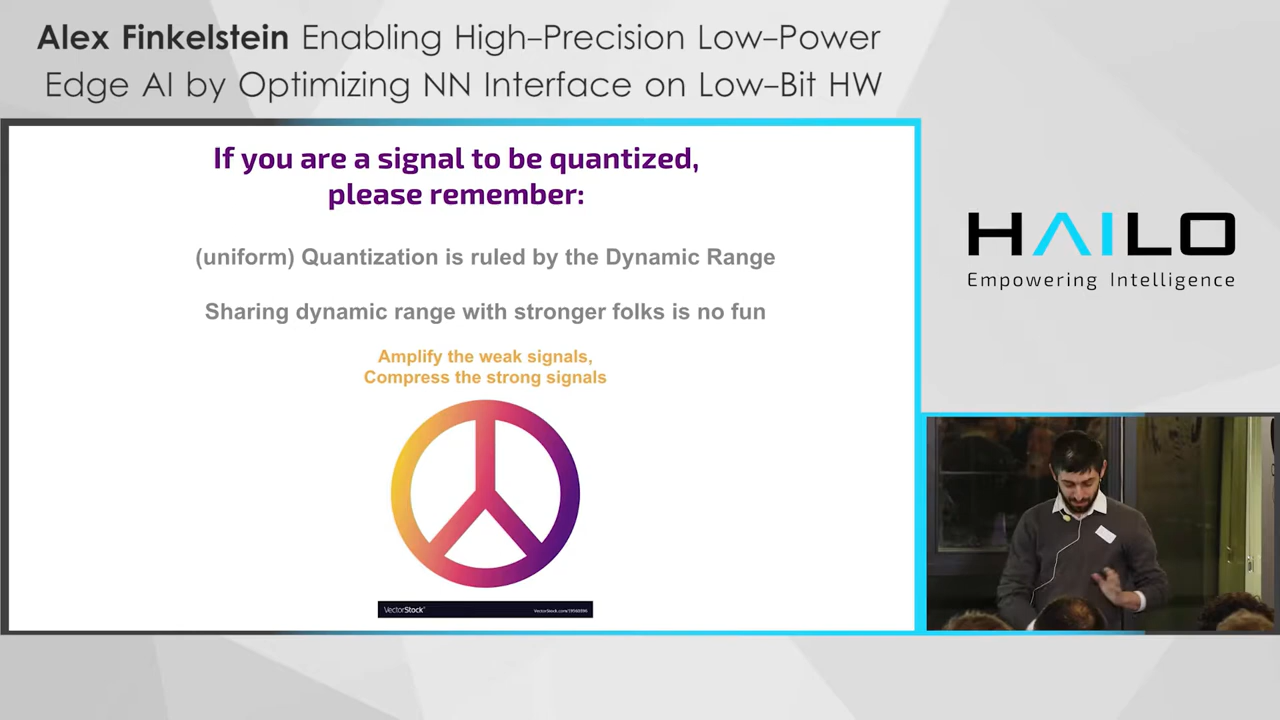 Alex Finkelstein Enabling High-Precision Low-Power
Edge AI by Optimizing NN Interface on Low-Bit HW
If you are a signal to be quantized,
please remember:
(uniform) Quantization is ruled by the Dynamic Range
Sharing dynamic range with stronger folks is no fun
Amplify the weak signals,
Compress the strong signals
VectorStock®
HAILO
Empowering Intelligence